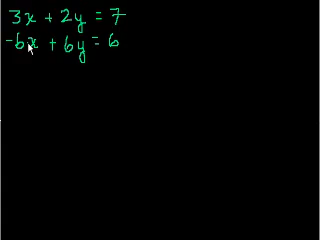 3x + 2y = 7
-6x + 6y = 6